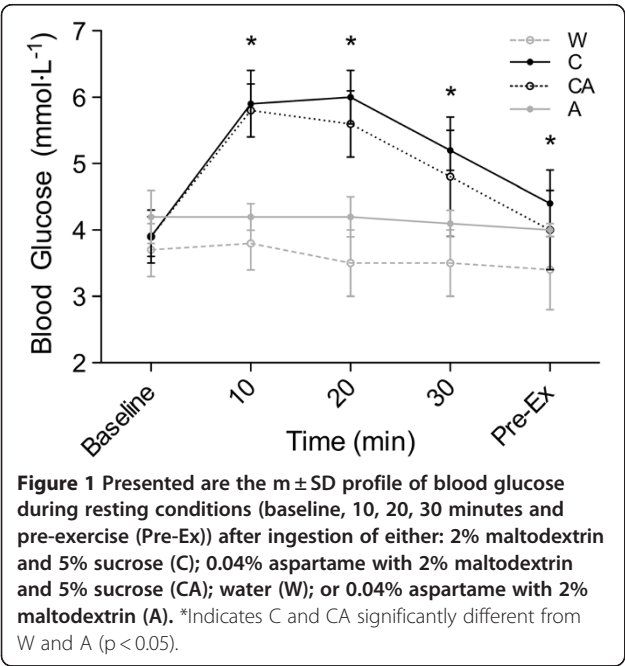 7
6
5
4
3
2
Blood Glucose (mmol·L⁻¹)
* * * *
W
C
CA
A
Baseline 10 20 30 Pre-Ex
Time (min)
Figure 1 Presented are the m ± SD profile of blood glucose
during resting conditions (baseline, 10, 20, 30 minutes and
pre-exercise (Pre-Ex)) after ingestion of either: 2% maltodextrin
and 5% sucrose (C); 0.04% aspartame with 2% maltodextrin
and 5% sucrose (CA); water (W); or 0.04% aspartame with 2%
maltodextrin (A). *Indicates C and CA significantly different from
W and A (p < 0.05).